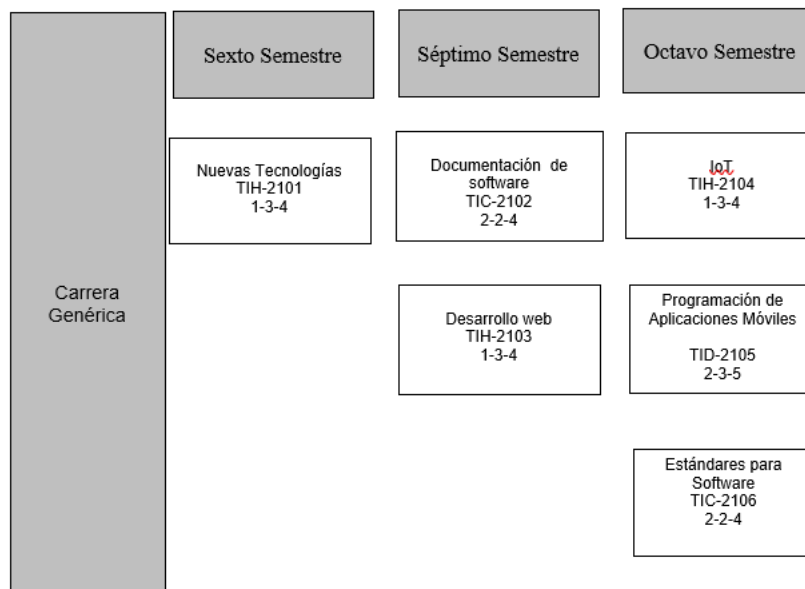 Carrera
Genérica
Sexto Semestre
Séptimo Semestre
Octavo Semestre
Nuevas Tecnologías
TIH-2101
1-3-4
Documentación de
software
TIC-2102
2-2-4
IoT
TIH-2104
1-3-4
Desarrollo web
TIH-2103
1-3-4
Programación de
Aplicaciones Móviles
TID-2105
2-3-5
Estándares para
Software
TIC-2106
2-2-4